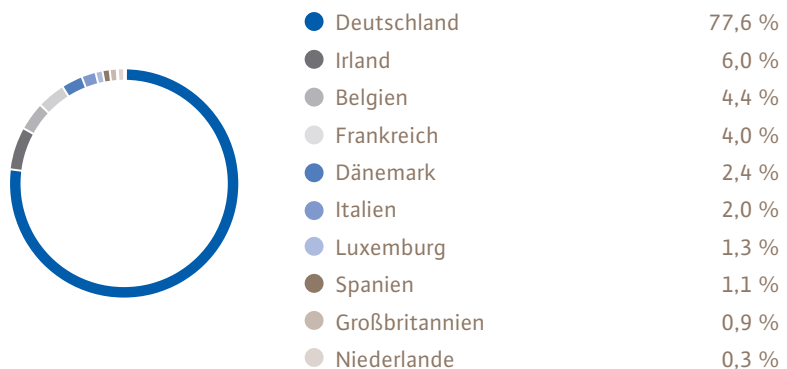 Deutschland 77,6 %
Irland 6,0 %
Belgien 4,4 %
Frankreich 4,0 %
Dänemark 2,4 %
Italien 2,0 %
Luxemburg 1,3 %
Spanien 1,1 %
Großbritannien 0,9 %
Niederlande 0,3 %